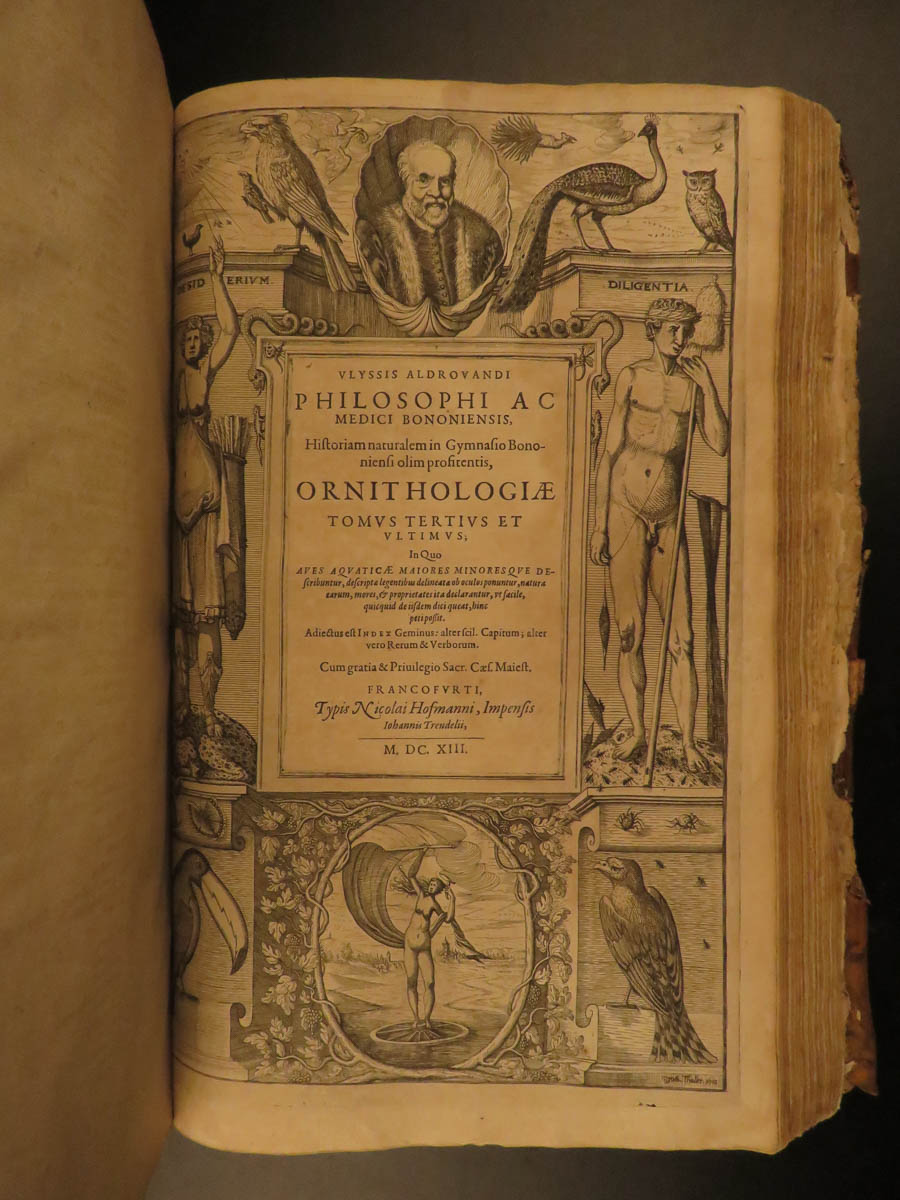 ERIVM.
DILIGENTIA
VLYSSIS ALDROVANDI
PHILOSOPHI AC
MEDICI BONONIENSIS,
Hiſtoriam naturalem in Gymnaſio Bono-
nienſi olim profitentis,
ORNITHOLOGIÆ
TOMVS TERTIVS ET
VLTIMVS;
In Quo
AVES AQVATICÆ MAIORES MINORESQVE DE-
ſcribuntur, deſcriptæ legentibus delineatæ ob oculos ponuntur, natura
earum, mores, & proprietates ita declarantur, vt facile,
quicquid de iiſdem dici queat, hinc
peti poſſit.
Adiectus eſt INDEX Geminus: alter ſcil. Capitum; alter
vero Rerum & Verborum.
Cum gratia & Priuilegio Sacr. Cæſ. Maieſt.
FRANCOFVRTI,
Typis Nicolai Hofmanni, Impenſis
Iohannis Treudelii,
M. DC. XIII.